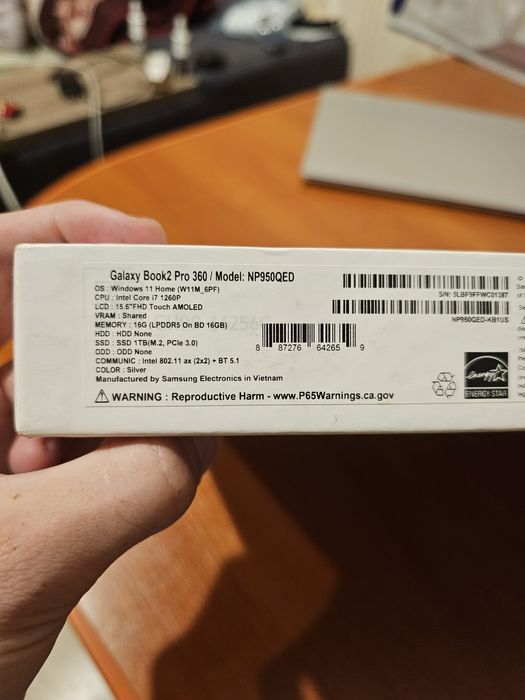 Galaxy Book2 Pro 360 / Model: NP950QED
OS : Windows 11 Home (W11M_6PF)
CPU : Intel Core i7 1260P
LCD : 15.6"FHD Touch AMOLED
VRAM : Shared
MEMORY : 16G (LPDDR5 On BD 16GB)
HDD : HDD None
SSD : SSD 1TB(M.2, PCIe 3.0)
ODD : ODD None
COMMUNIC : Intel 802.11 ax (2x2) + BT 5.1
COLOR : Silver
Manufactured by Samsung Electronics in Vietnam
WARNING : Reproductive Harm - www.P65Warnings.ca.gov
8 87276 64265 9
S/N: 5LBF9FFWC01387
NP950QED-KB1US
energy
ENERGY STAR